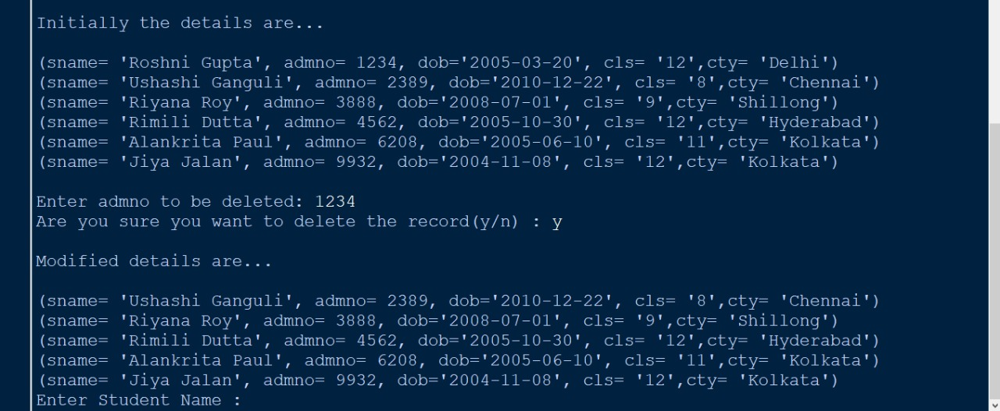 Initially the details are...
(sname= 'Roshni Gupta', admno= 1234, dob='2005-03-20', cls= '12',cty= 'Delhi')
(sname= 'Ushashi Ganguli', admno= 2389, dob='2010-12-22', cls= '8',cty= 'Chennai')
(sname= 'Riyana Roy', admno= 3888, dob='2008-07-01', cls= '9',cty= 'Shillong')
(sname= 'Rimili Dutta', admno= 4562, dob='2005-10-30', cls= '12',cty= 'Hyderabad')
(sname= 'Alankrita Paul', admno= 6208, dob='2005-06-10', cls= '11',cty= 'Kolkata')
(sname= 'Jiya Jalan', admno= 9932, dob='2004-11-08', cls= '12',cty= 'Kolkata')
Enter admno to be deleted: 1234
Are you sure you want to delete the record(y/n) : y
Modified details are...
(sname= 'Ushashi Ganguli', admno= 2389, dob='2010-12-22', cls= '8',cty= 'Chennai')
(sname= 'Riyana Roy', admno= 3888, dob='2008-07-01', cls= '9',cty= 'Shillong')
(sname= 'Rimili Dutta', admno= 4562, dob='2005-10-30', cls= '12',cty= 'Hyderabad')
(sname= 'Alankrita Paul', admno= 6208, dob='2005-06-10', cls= '11',cty= 'Kolkata')
(sname= 'Jiya Jalan', admno= 9932, dob='2004-11-08', cls= '12',cty= 'Kolkata')
Enter Student Name :